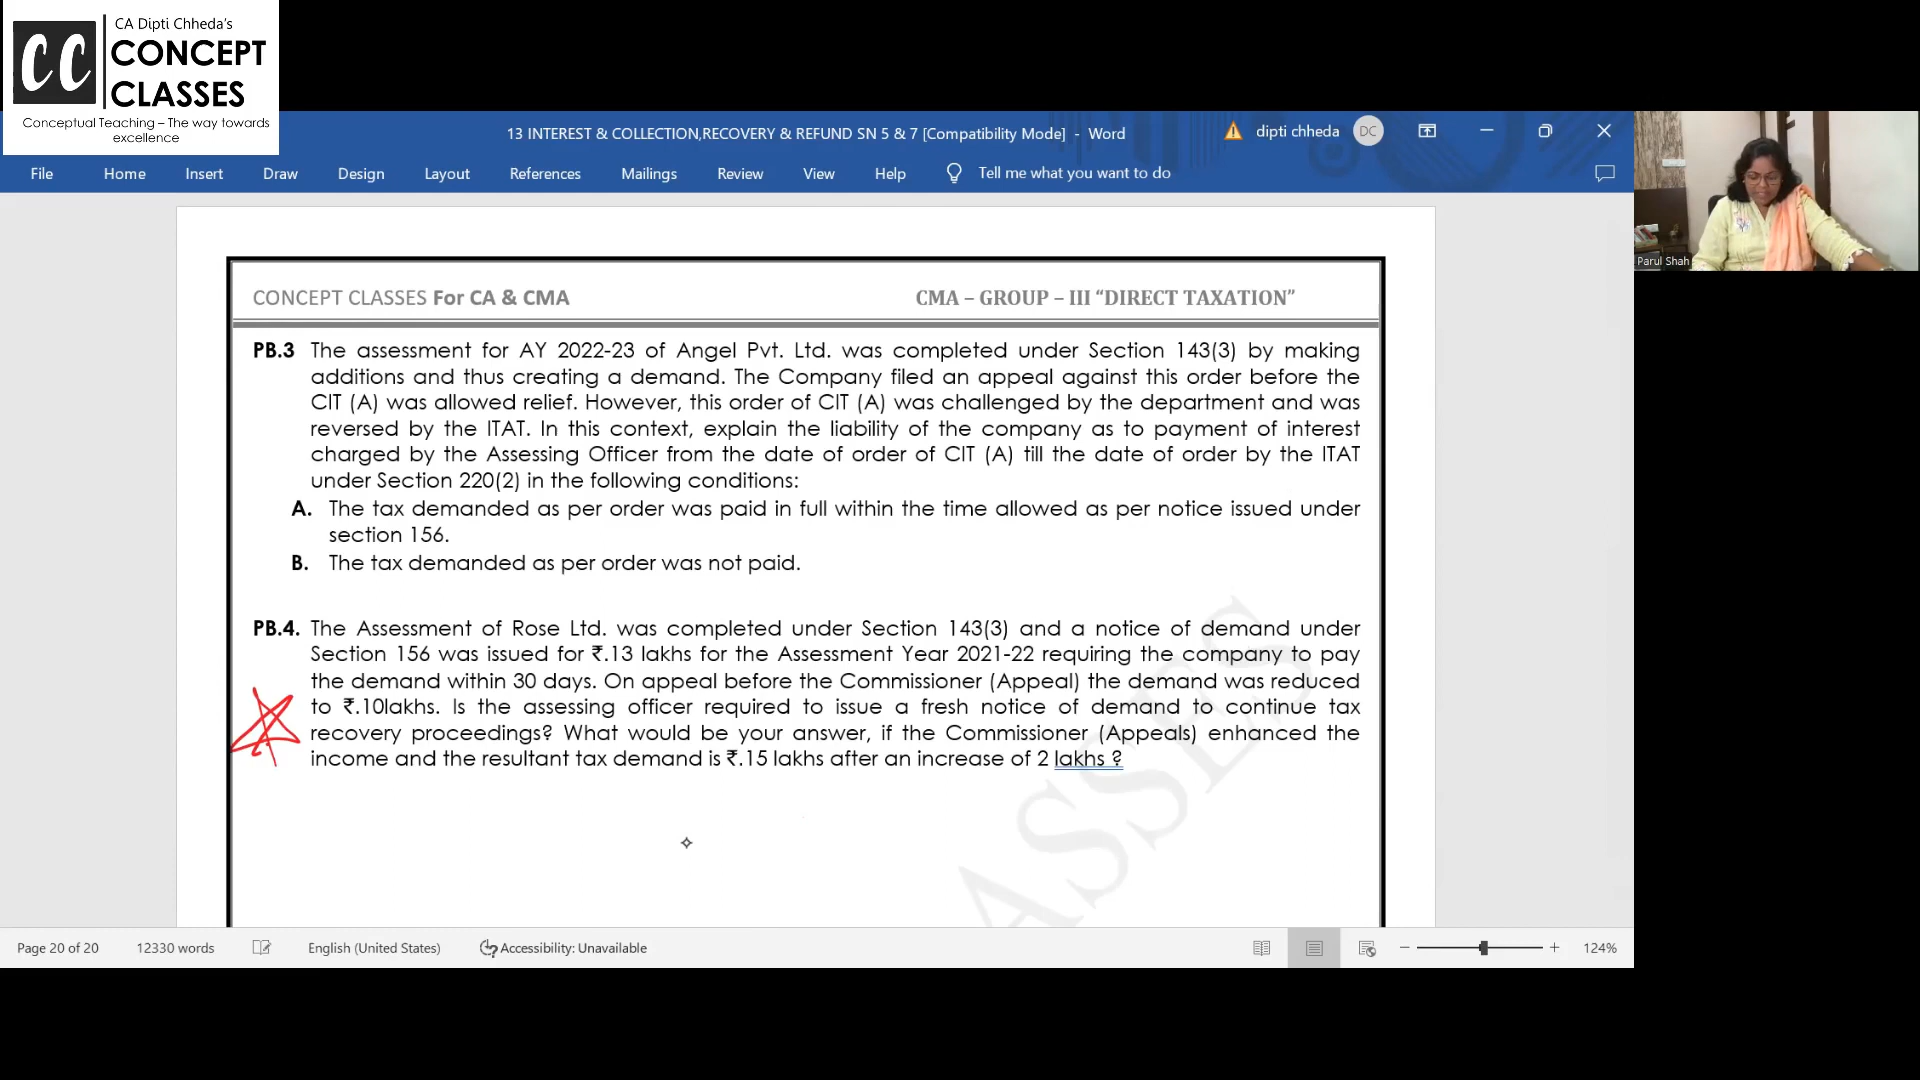 CC
CA Dipti Chheda's
CONCEPT
CLASSES
Conceptual Teaching – The way towards
excellence
13 INTEREST & COLLECTION,RECOVERY & REFUND SN 5 & 7 [Compatibility Mode] - Word
dipti chheda DC
File Home Insert Draw Design Layout References Mailings Review View Help Tell me what you want to do
Parul Shah
CONCEPT CLASSES For CA & CMA CMA – GROUP – III “DIRECT TAXATION”
PB.3 The assessment for AY 2022-23 of Angel Pvt. Ltd. was completed under Section 143(3) by making
additions and thus creating a demand. The Company filed an appeal against this order before the
CIT (A) was allowed relief. However, this order of CIT (A) was challenged by the department and was
reversed by the ITAT. In this context, explain the liability of the company as to payment of interest
charged by the Assessing Officer from the date of order of CIT (A) till the date of order by the ITAT
under Section 220(2) in the following conditions:
A. The tax demanded as per order was paid in full within the time allowed as per notice issued under
section 156.
B. The tax demanded as per order was not paid.
PB.4. The Assessment of Rose Ltd. was completed under Section 143(3) and a notice of demand under
Section 156 was issued for ₹.13 lakhs for the Assessment Year 2021-22 requiring the company to pay
the demand within 30 days. On appeal before the Commissioner (Appeal) the demand was reduced
to ₹.10lakhs. Is the assessing officer required to issue a fresh notice of demand to continue tax
recovery proceedings? What would be your answer, if the Commissioner (Appeals) enhanced the
income and the resultant tax demand is ₹.15 lakhs after an increase of 2 lakhs ?
ASSES
Page 20 of 20 12330 words English (United States) Accessibility: Unavailable 124%